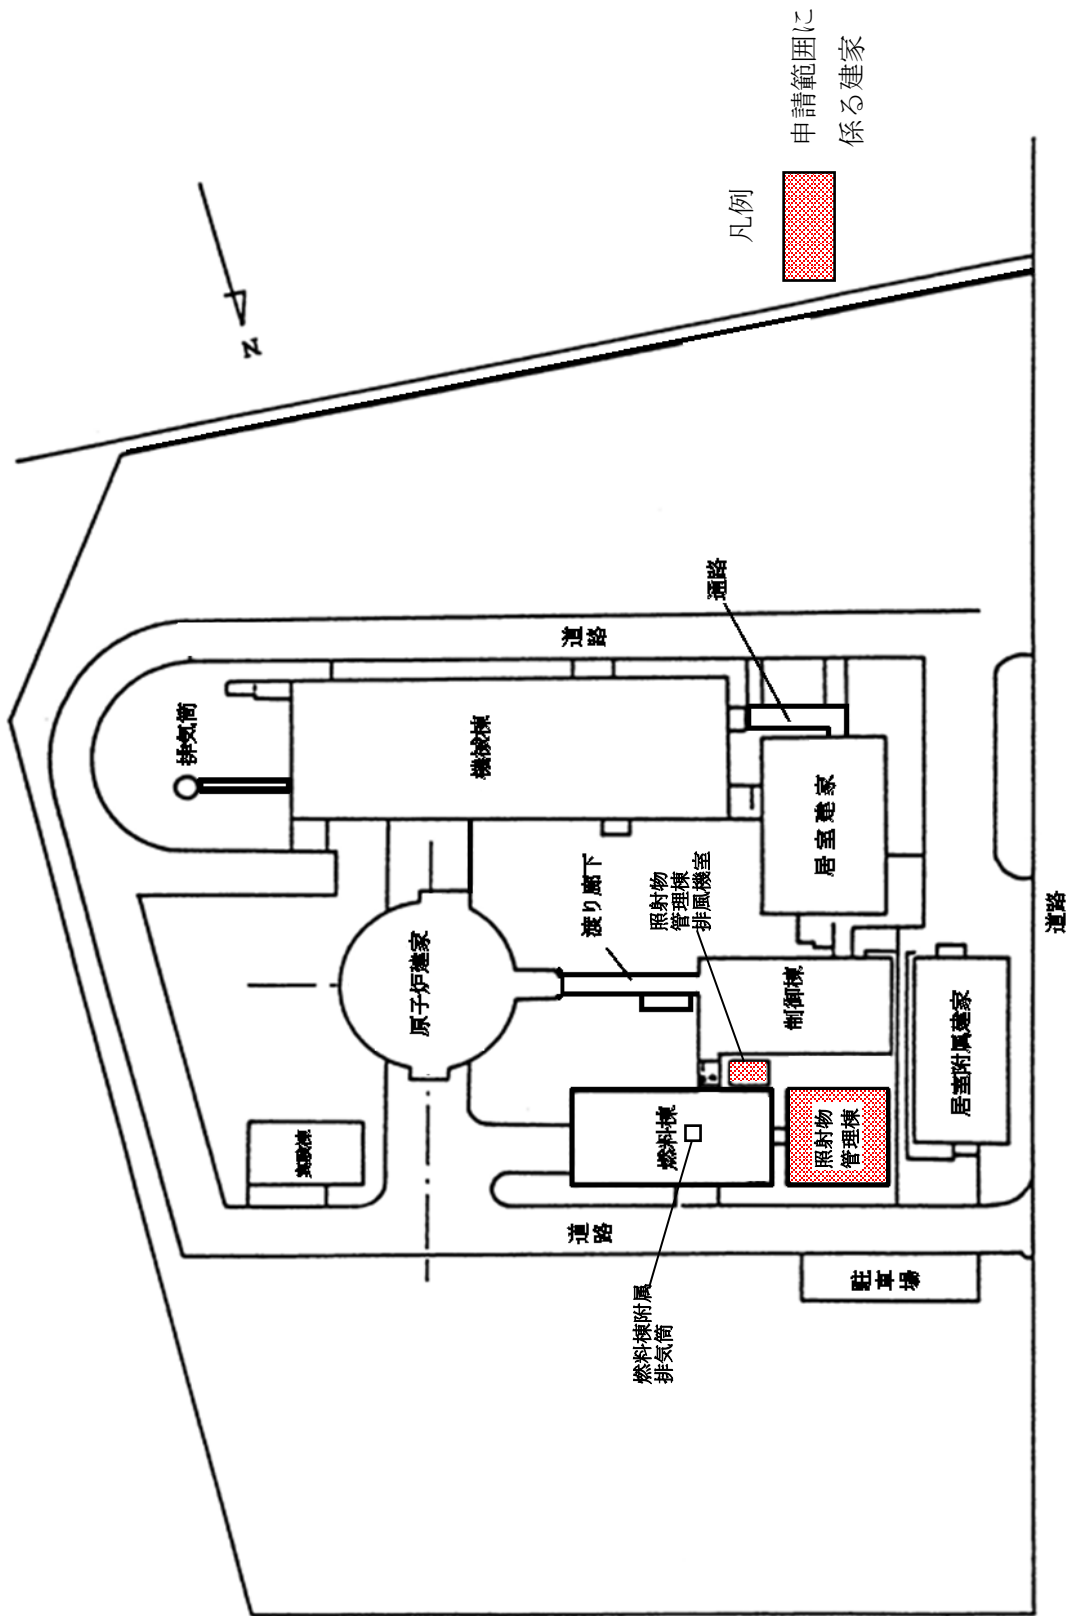 排気筒
N
実験棟
原子炉建家
機械棟
道路
道路
渡り廊下
燃料棟附属
排気筒
燃料棟
照射物
管理棟
排風機室
通路
凡例
申請範囲に
係る建家
制御棟
照射物
管理棟
居室建家
駐車場
居室附属建家
道路